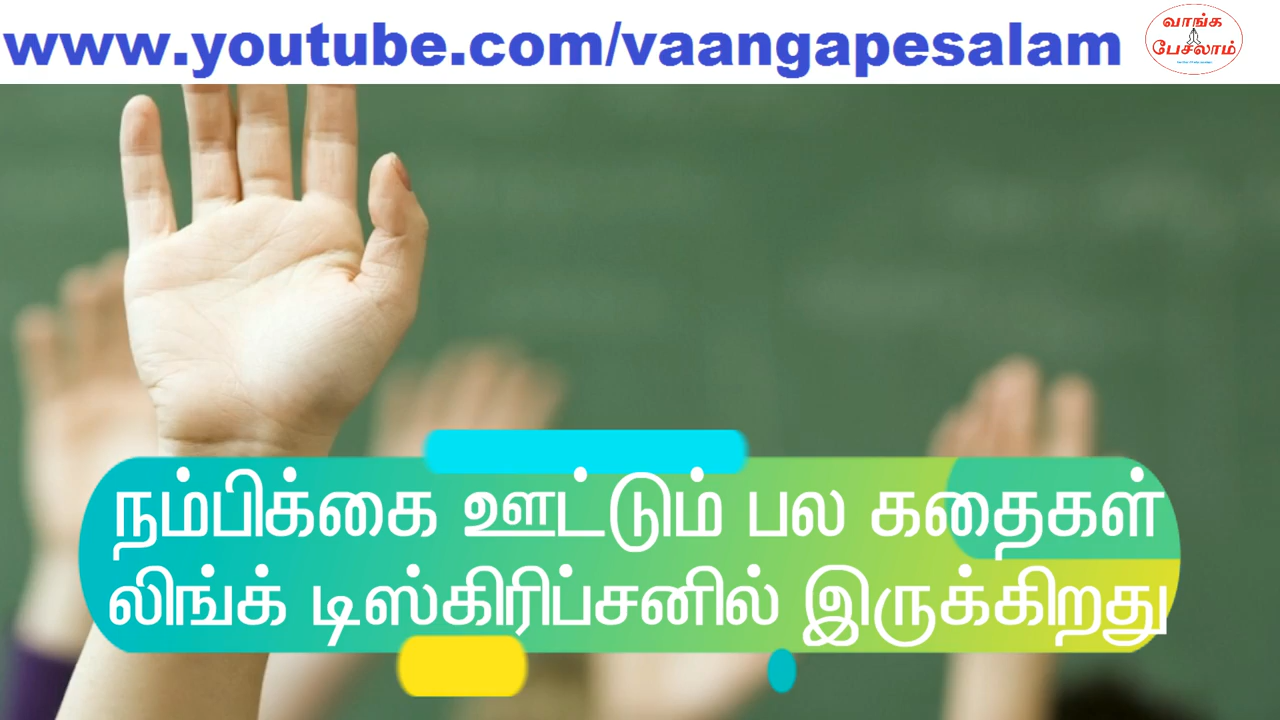 www.youtube.com/vaangapesalam
வாங்க
பேசலாம்
நம்பிக்கை ஊட்டும் பல கதைகள்
லிங்க் டிஸ்கிரிப்சனில் இருக்கிறது